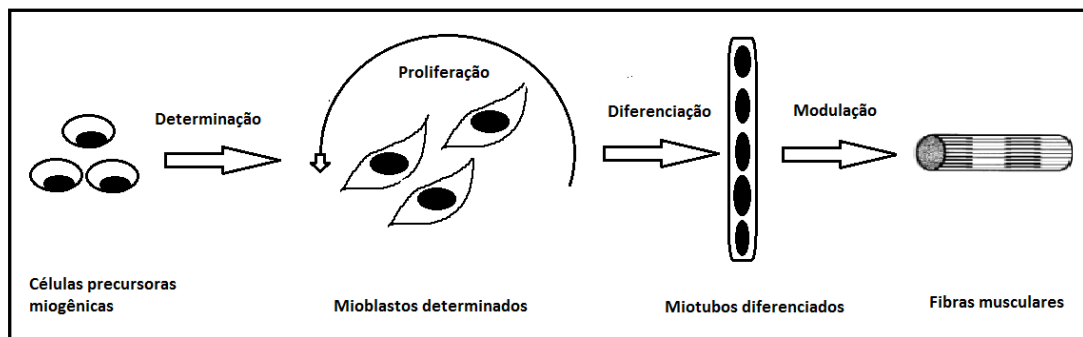 Proliferação
Determinação
Diferenciação
Modulação
Células precursoras
miogênicas
Mioblastos determinados
Miotubos diferenciados
Fibras musculares